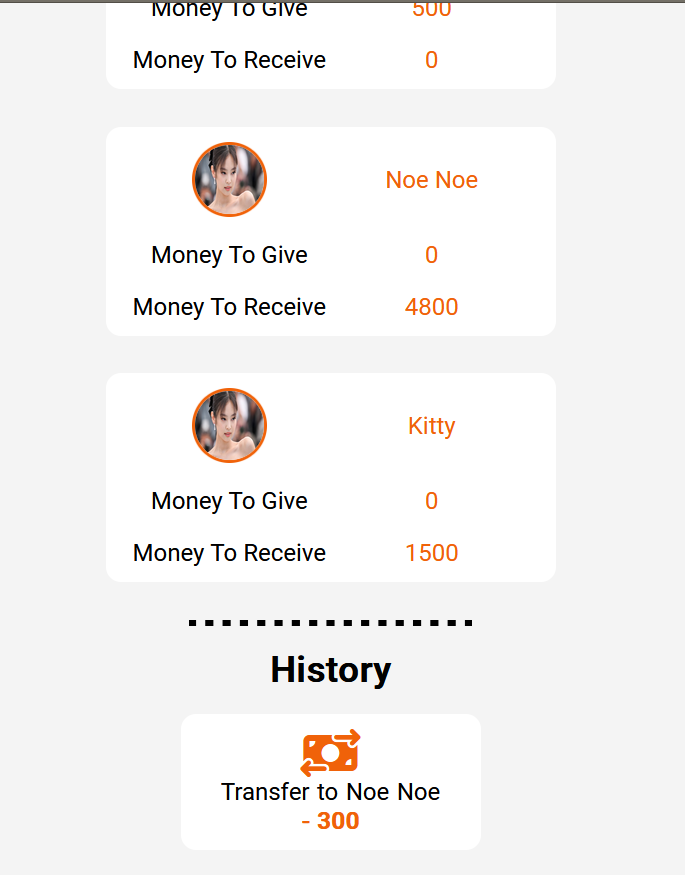 Money To Give 500
Money To Receive 0
Noe Noe
Money To Give 0
Money To Receive 4800
Kitty
Money To Give 0
Money To Receive 1500
History
Transfer to Noe Noe
- 300